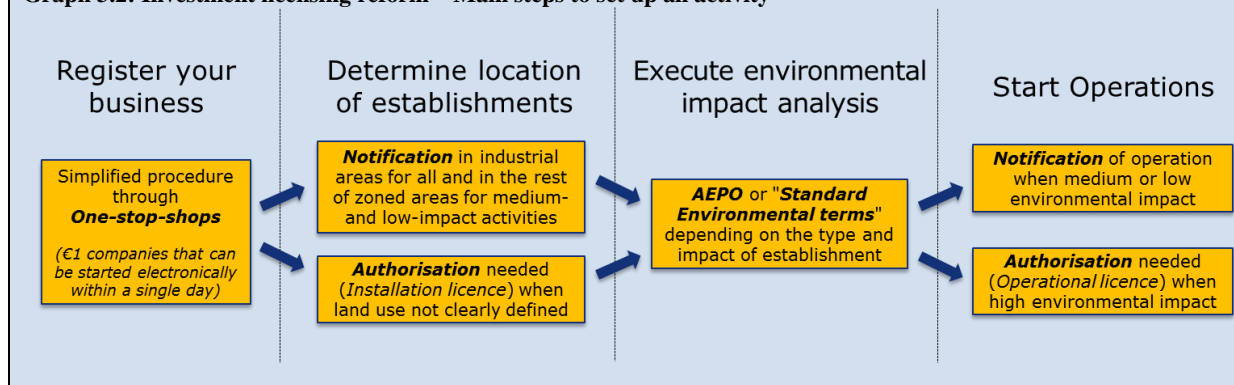 Graph 3.2: Investment licensing reform – Main steps to set up an activity
Register your
business
Simplified procedure
through
One-stop-shops
(€1 companies that can
be started electronically
within a single day)
Determine location
of establishments
Notification in industrial
areas for all and in the rest
of zoned areas for medium-
and low-impact activities
Authorisation needed
(Installation licence) when
land use not clearly defined
Execute environmental
impact analysis
AEPO or "Standard
Environmental terms"
depending on the type and
impact of establishment
Start Operations
Notification of operation
when medium or low
environmental impact
Authorisation needed
(Operational licence) when
high environmental impact